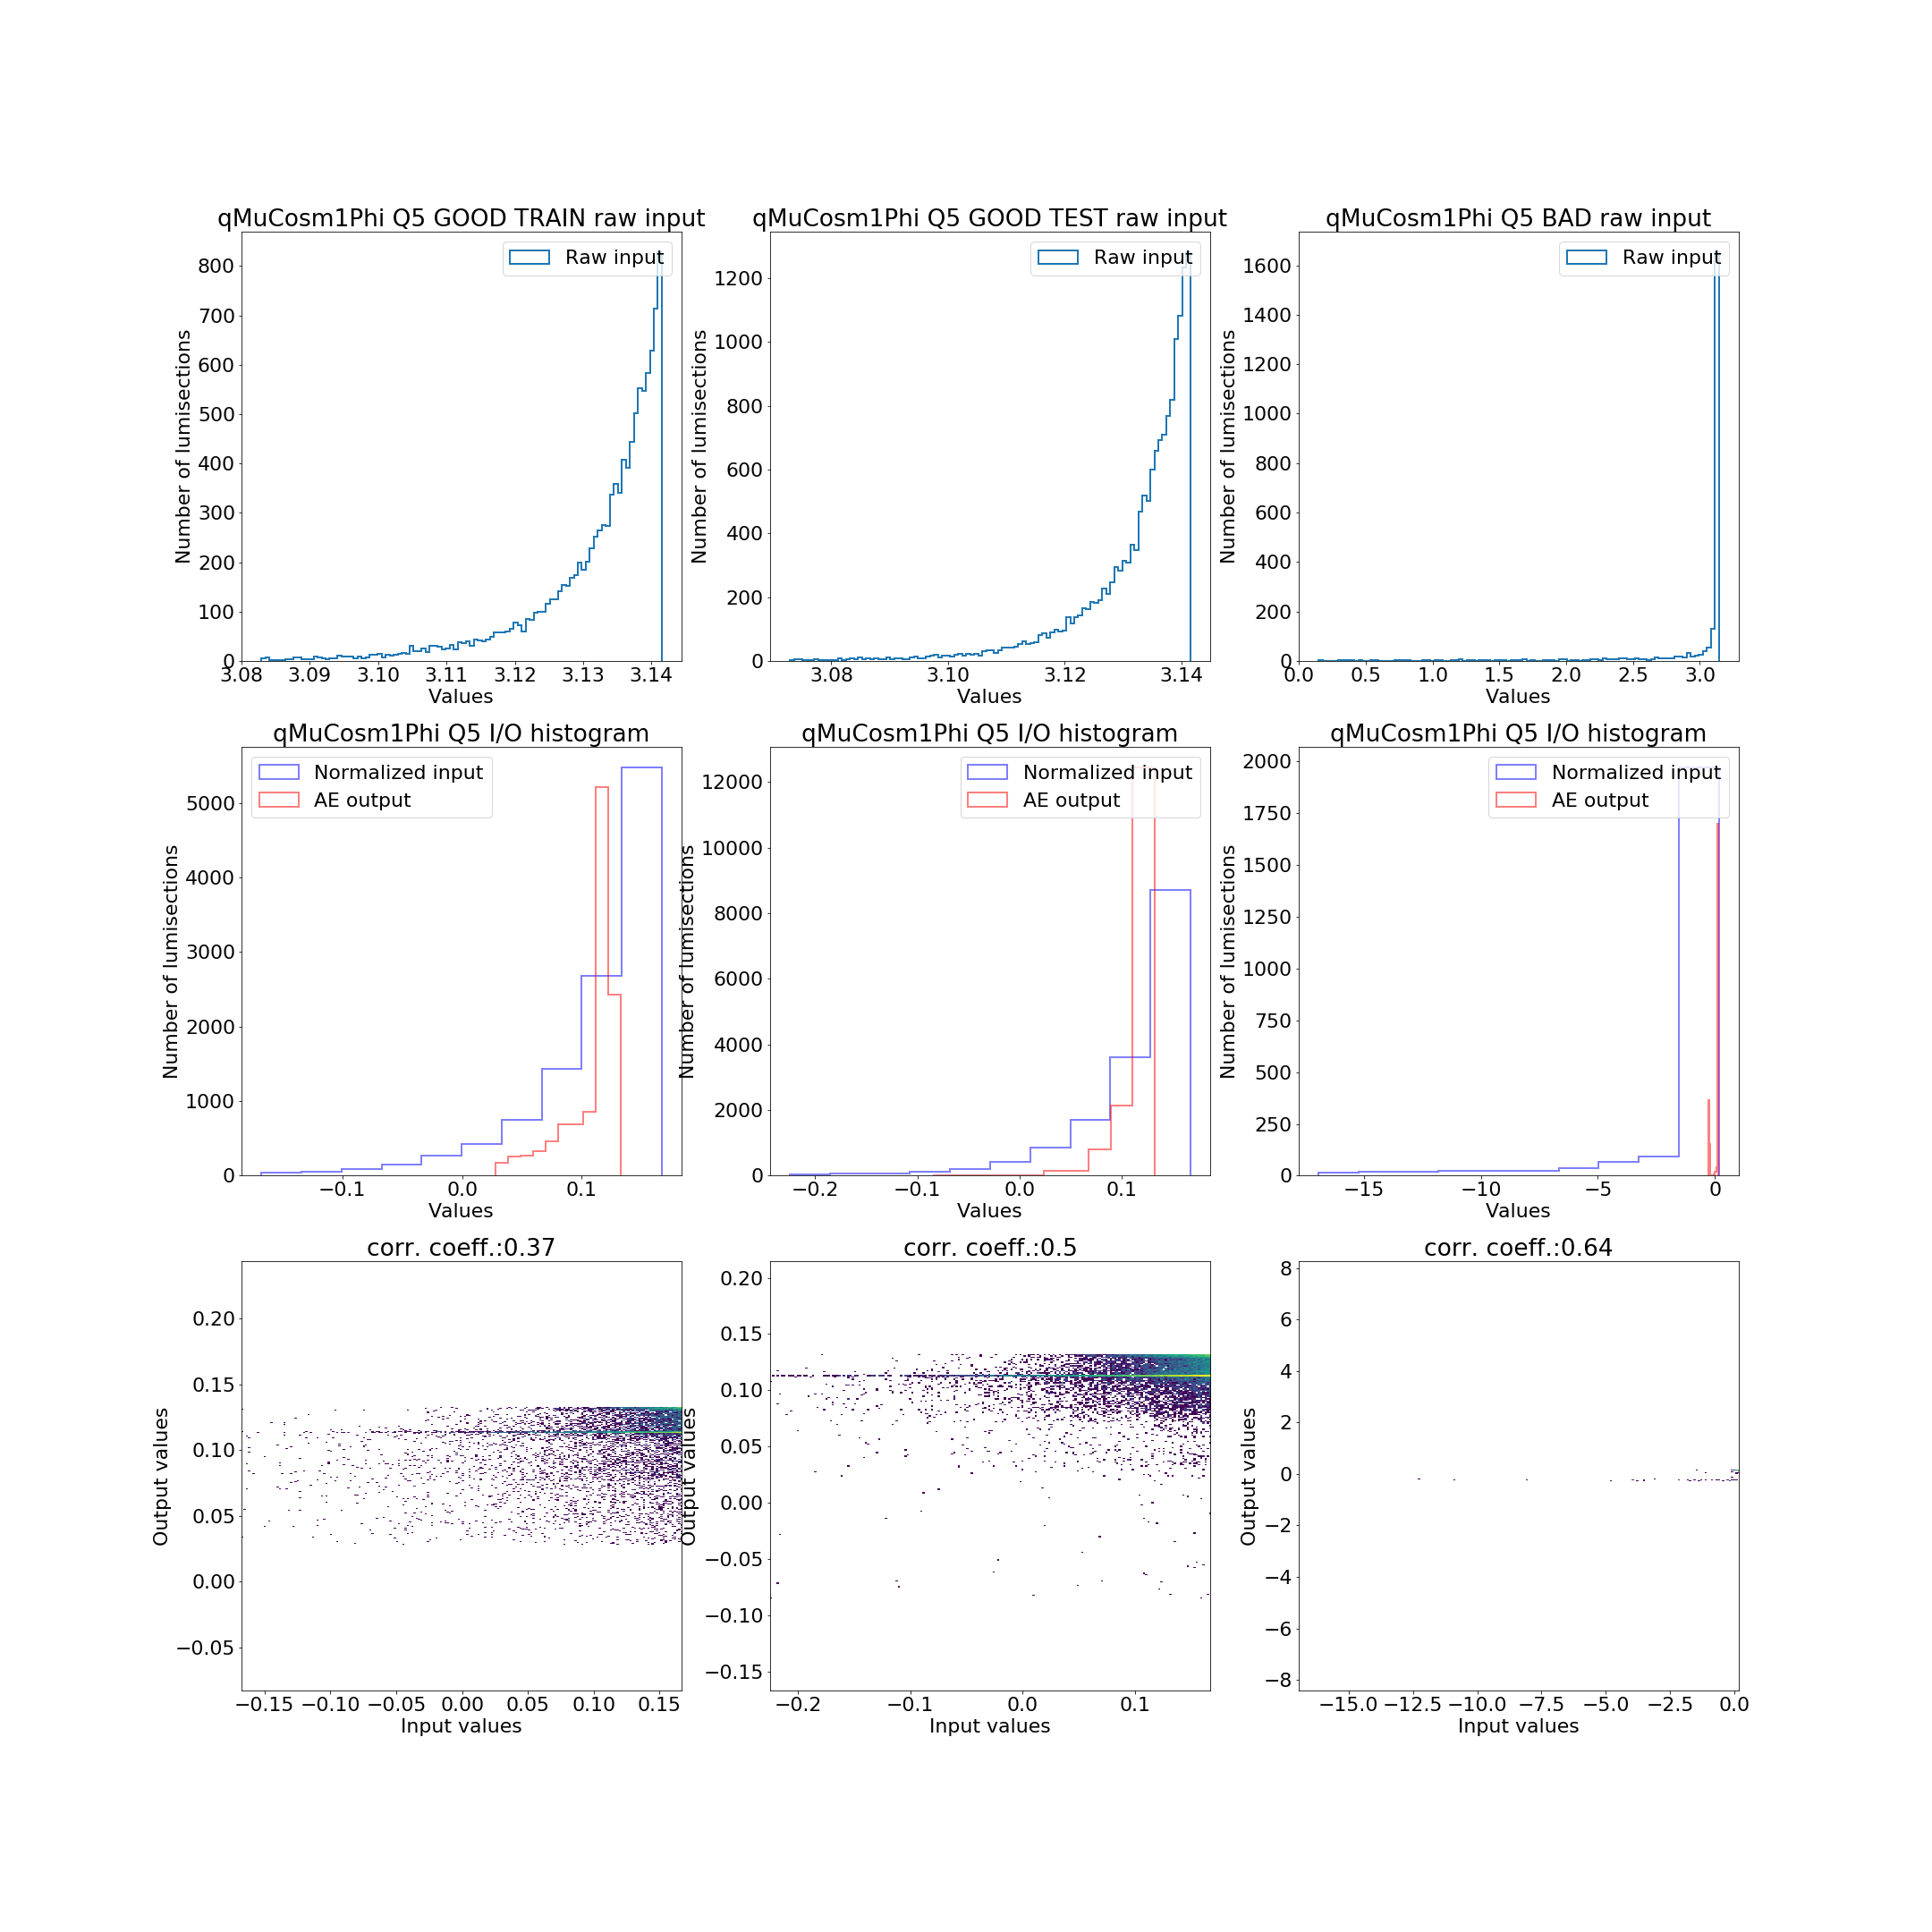 qMuCosm1Phi Q5 GOOD TRAIN raw input
Raw input
Number of lumisections
800
700
600
500
400
300
200
100
0
3.08 3.09 3.10 3.11 3.12 3.13 3.14
Values
qMuCosm1Phi Q5 GOOD TEST raw input
Raw input
Number of lumisections
1200
1000
800
600
400
200
0
3.08 3.10 3.12 3.14
Values
qMuCosm1Phi Q5 BAD raw input
Raw input
Number of lumisections
1600
1400
1200
1000
800
600
400
200
0
0.0 0.5 1.0 1.5 2.0 2.5 3.0
Values
qMuCosm1Phi Q5 I/O histogram
Normalized input
AE output
Number of lumisections
5000
4000
3000
2000
1000
0
−0.1 0.0 0.1
Values
qMuCosm1Phi Q5 I/O histogram
Normalized input
AE output
Number of lumisections
12000
10000
8000
6000
4000
2000
0
−0.2 −0.1 0.0 0.1
Values
qMuCosm1Phi Q5 I/O histogram
Normalized input
AE output
Number of lumisections
2000
1750
1500
1250
1000
750
500
250
0
−15 −10 −5 0
Values
corr. coeff.:0.37
Output values
0.20
0.15
0.10
0.05
0.00
−0.05
−0.15 −0.10 −0.05 0.00 0.05 0.10 0.15
Input values
corr. coeff.:0.5
Output values
0.20
0.15
0.10
0.05
0.00
−0.05
−0.10
−0.15
−0.2 −0.1 0.0 0.1
Input values
corr. coeff.:0.64
Output values
8
6
4
2
0
−2
−4
−6
−8
−15.0 −12.5 −10.0 −7.5 −5.0 −2.5 0.0
Input values